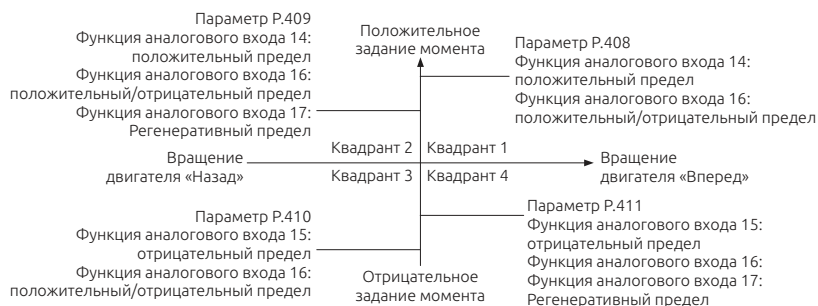 Параметр P.409
Функция аналогового входа 14:
положительный предел
Функция аналогового входа 16:
положительный/отрицательный предел
Функция аналогового входа 17:
Регенеративный предел
Положительное
задание момента
Параметр P.408
Функция аналогового входа 14:
положительный предел
Функция аналогового входа 16:
положительный/отрицательный предел
Квадрант 2
Квадрант 1
Вращение
двигателя «Назад»
Квадрант 3
Квадрант 4
Вращение
двигателя «Вперед»
Параметр P.410
Функция аналогового входа 15:
отрицательный предел
Функция аналогового входа 16:
положительный/отрицательный предел
Отрицательное
задание момента
Параметр P.411
Функция аналогового входа 15:
отрицательный предел
Функция аналогового входа 16:
Функция аналогового входа 17:
Регенеративный предел